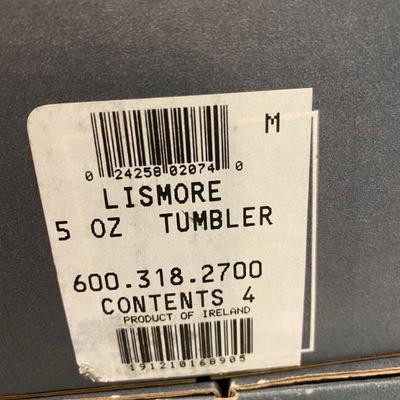 M
0 24258 02074 0
LISMORE
5 OZ TUMBLER
600.318.2700
CONTENTS 4
PRODUCT OF IRELAND
191210168905